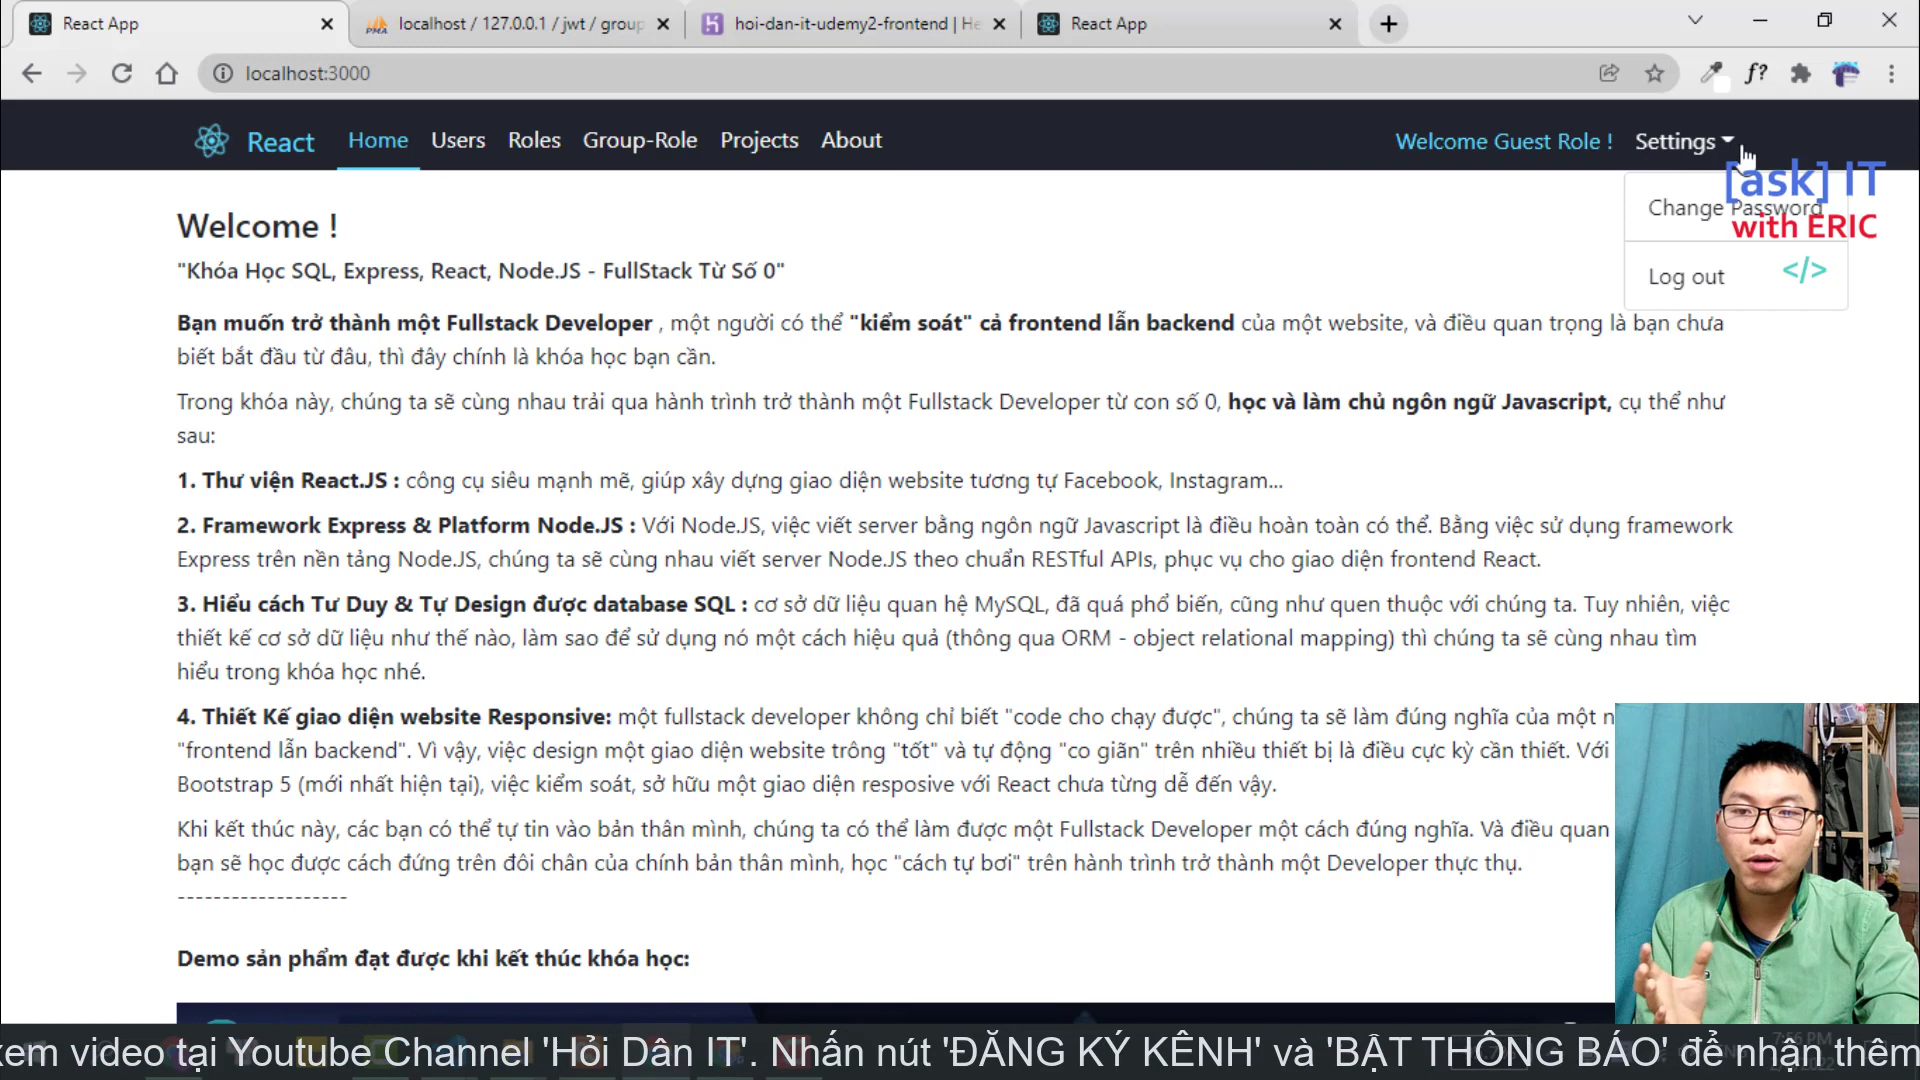 React App
localhost / 127.0.0.1 / jwt / group
hoi-dan-it-udemy2-frontend | He
React App
localhost:3000
f?
React
Home
Users
Roles
Group-Role
Projects
About
Welcome Guest Role !
Settings
[ask] IT
with ERIC
Change Password
Log out
</>
Welcome !
"Khóa Học SQL, Express, React, Node.JS - FullStack Từ Số 0"
Bạn muốn trở thành một Fullstack Developer , một người có thể "kiểm soát" cả frontend lẫn backend của một website, và điều quan trọng là bạn chưa
biết bắt đầu từ đâu, thì đây chính là khóa học bạn cần.
Trong khóa này, chúng ta sẽ cùng nhau trải qua hành trình trở thành một Fullstack Developer từ con số 0, học và làm chủ ngôn ngữ Javascript, cụ thể như
sau:
1. Thư viện React.JS : công cụ siêu mạnh mẽ, giúp xây dựng giao diện website tương tự Facebook, Instagram...
2. Framework Express & Platform Node.JS : Với Node.JS, việc viết server bằng ngôn ngữ Javascript là điều hoàn toàn có thể. Bằng việc sử dụng framework
Express trên nền tảng Node.JS, chúng ta sẽ cùng nhau viết server Node.JS theo chuẩn RESTful APIs, phục vụ cho giao diện frontend React.
3. Hiểu cách Tư Duy & Tự Design được database SQL : cơ sở dữ liệu quan hệ MySQL, đã quá phổ biến, cũng như quen thuộc với chúng ta. Tuy nhiên, việc
thiết kế cơ sở dữ liệu như thế nào, làm sao để sử dụng nó một cách hiệu quả (thông qua ORM - object relational mapping) thì chúng ta sẽ cùng nhau tìm
hiểu trong khóa học nhé.
4. Thiết Kế giao diện website Responsive: một fullstack developer không chỉ biết "code cho chạy được", chúng ta sẽ làm đúng nghĩa của một
"frontend lẫn backend". Vì vậy, việc design một giao diện website trông "tốt" và tự động "co giãn" trên nhiều thiết bị là điều cực kỳ cần thiết. Với
Bootstrap 5 (mới nhất hiện tại), việc kiểm soát, sở hữu một giao diện resposive với React chưa từng dễ đến vậy.
Khi kết thúc này, các bạn có thể tự tin vào bản thân mình, chúng ta có thể làm được một Fullstack Developer một cách đúng nghĩa. Và điều quan
bạn sẽ học được cách đứng trên đôi chân của chính bản thân mình, học "cách tự bơi" trên hành trình trở thành một Developer thực thụ.
-------------------
Demo sản phẩm đạt được khi kết thúc khóa học:
xem video tại Youtube Channel 'Hỏi Dân IT'. Nhấn nút 'ĐĂNG KÝ KÊNH' và 'BẬT THÔNG BÁO' để nhận thêm